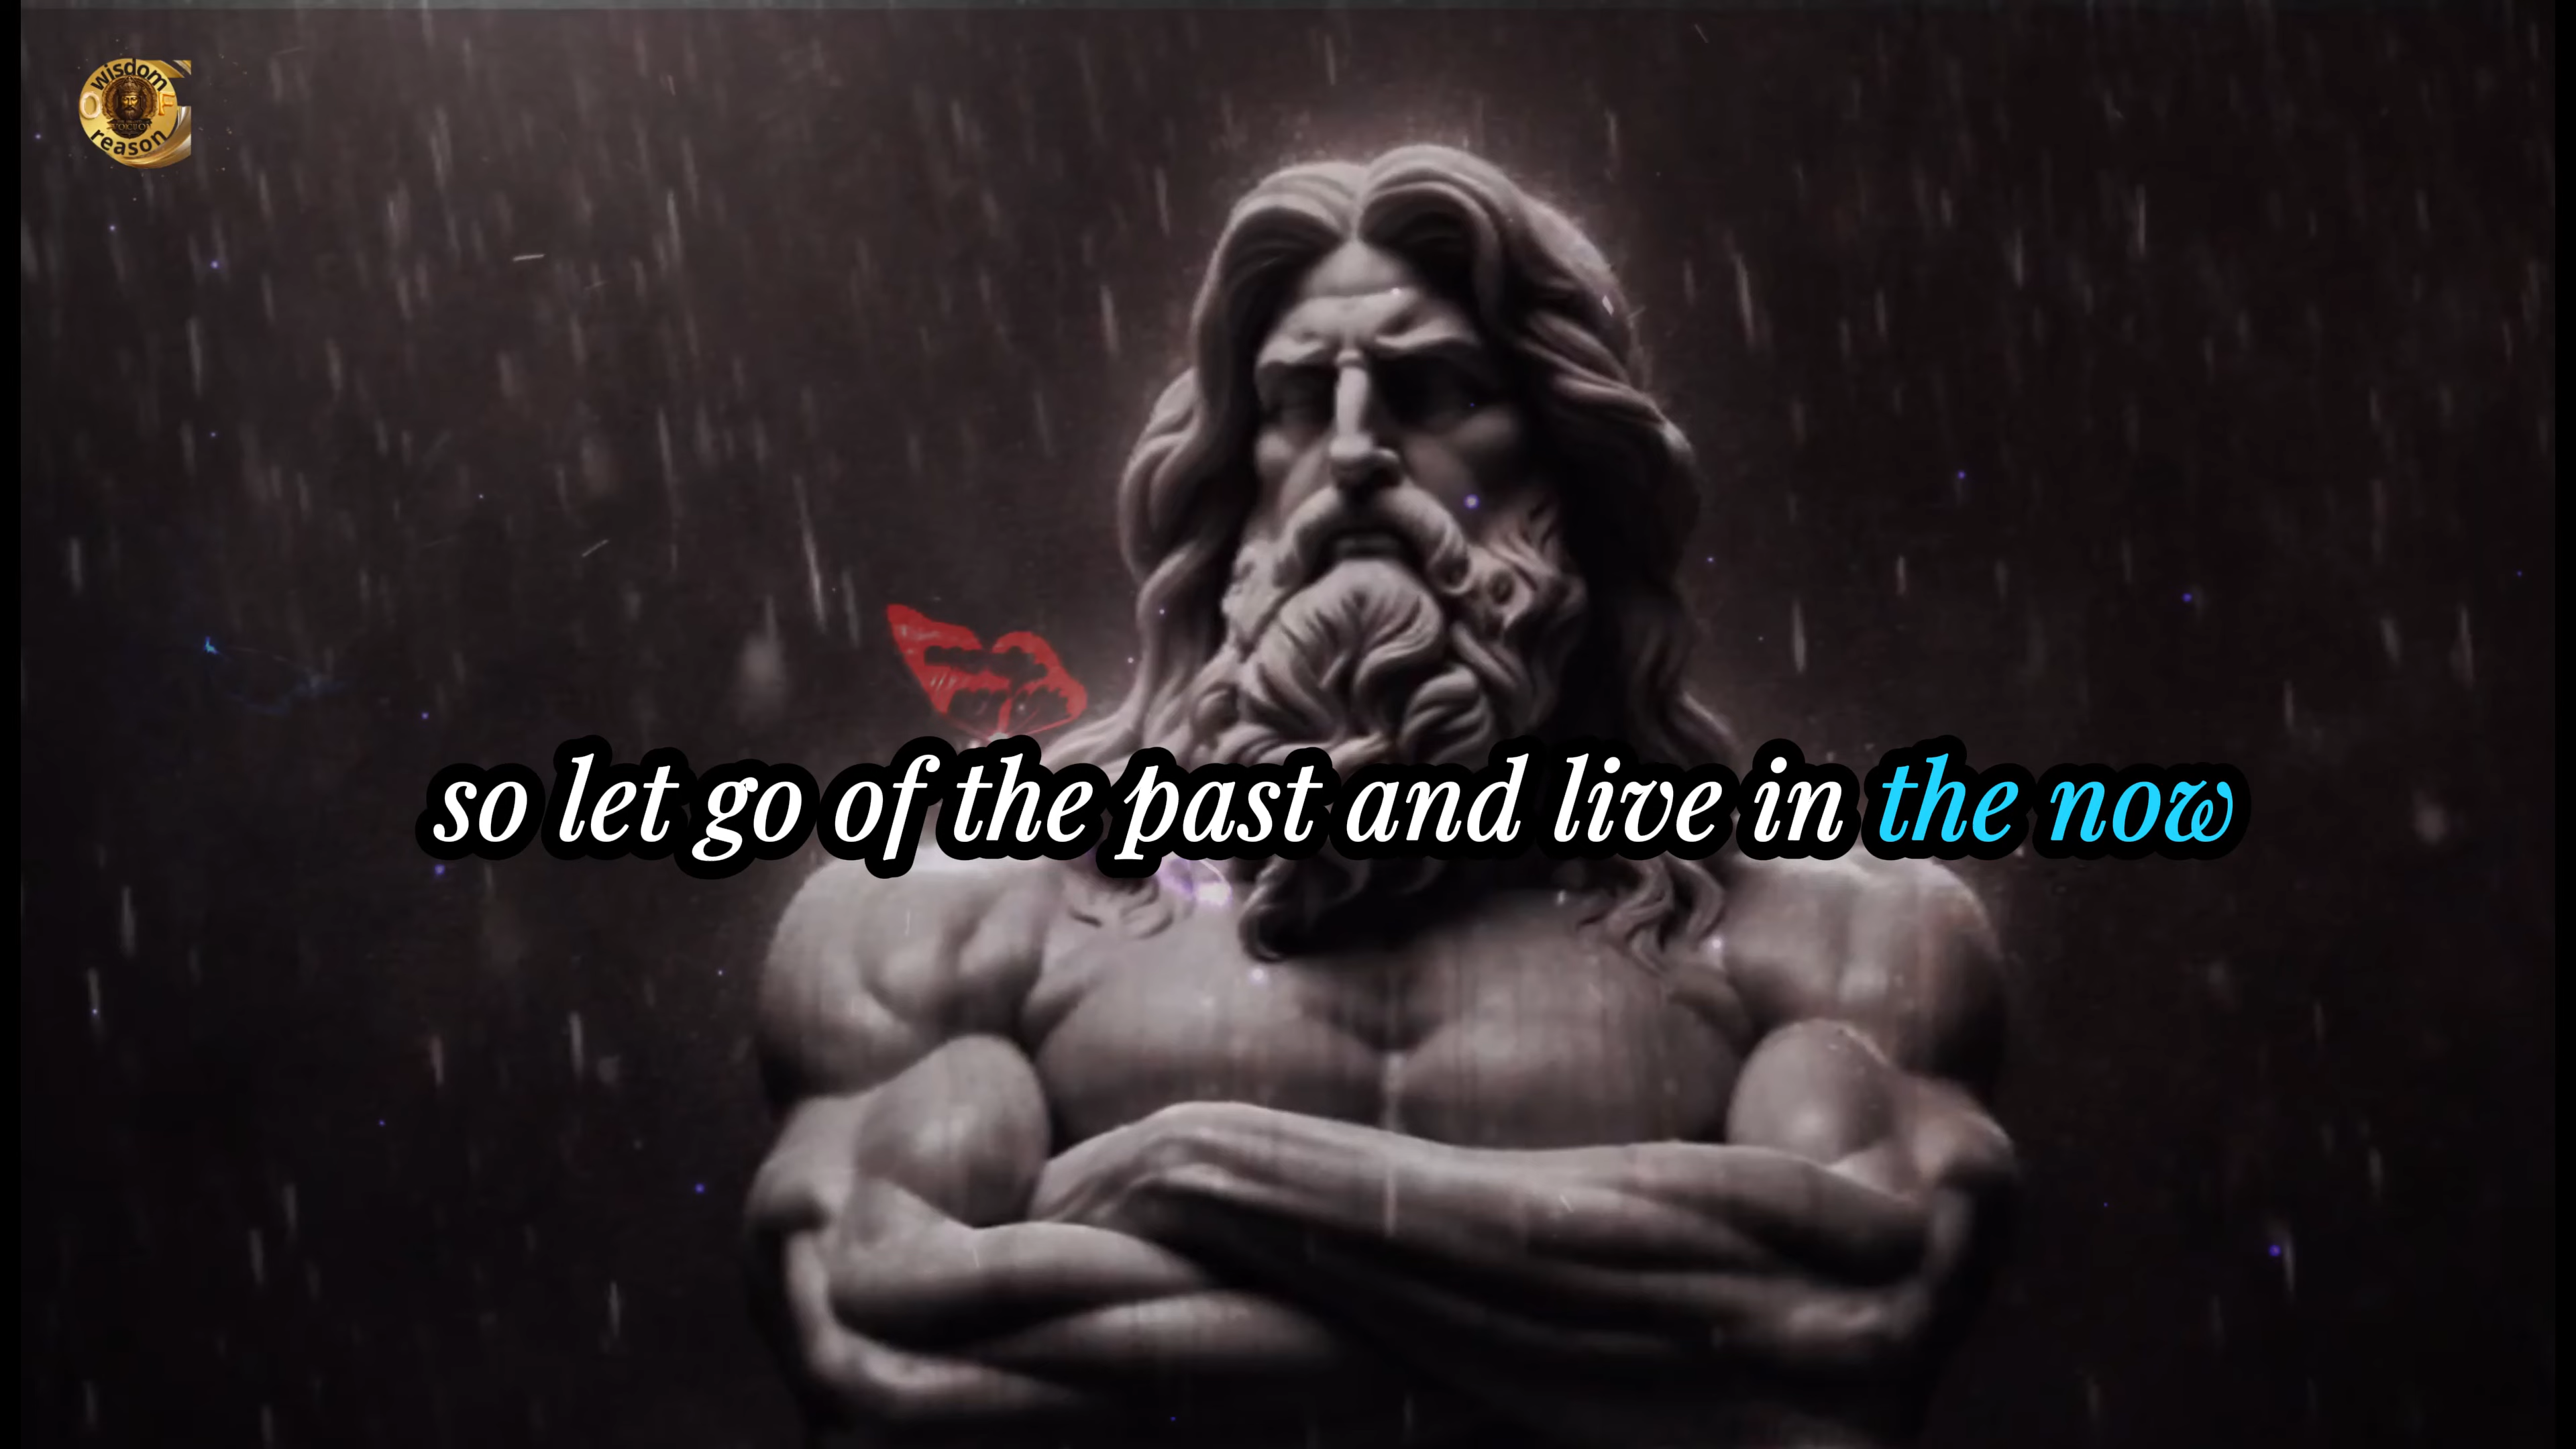 wisdom
O F
reason
so let go of the past and live in the now